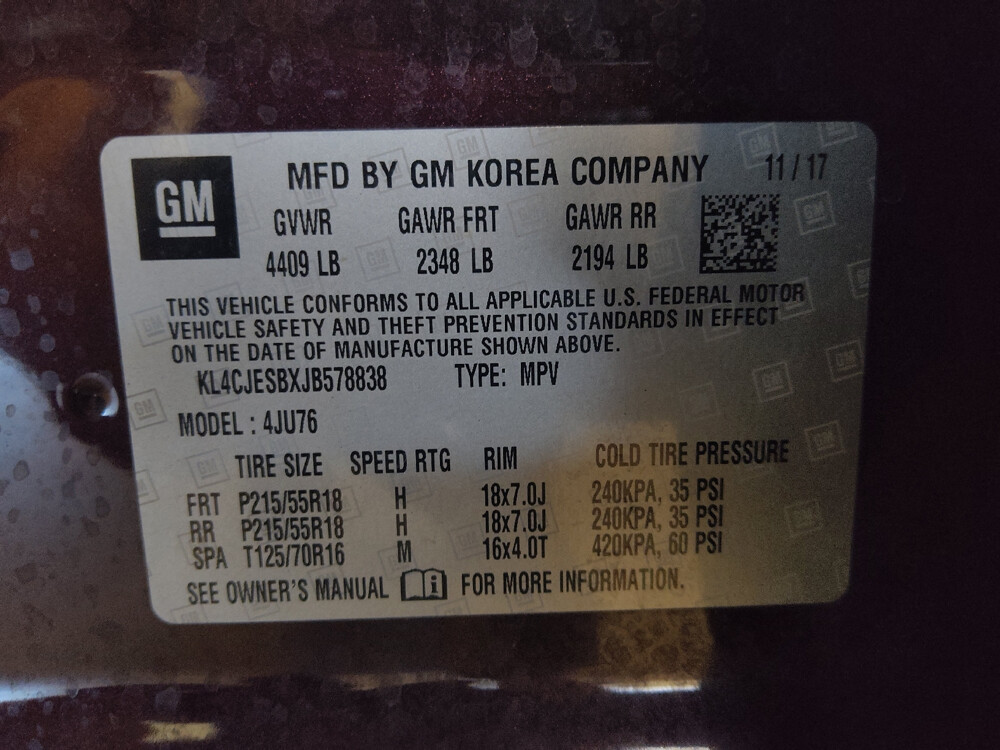 GM
MFD BY GM KOREA COMPANY 11 / 17
GVWR GAWR FRT GAWR RR
4409 LB 2348 LB 2194 LB
THIS VEHICLE CONFORMS TO ALL APPLICABLE U.S. FEDERAL MOTOR
VEHICLE SAFETY AND THEFT PREVENTION STANDARDS IN EFFECT
ON THE DATE OF MANUFACTURE SHOWN ABOVE.
KL4CJESBXJB578838 TYPE: MPV
MODEL : 4JU76
TIRE SIZE SPEED RTG RIM COLD TIRE PRESSURE
FRT P215/55R18 H 18x7.0J 240KPA, 35 PSI
RR P215/55R18 H 18x7.0J 240KPA, 35 PSI
SPA T125/70R16 M 16x4.0T 420KPA, 60 PSI
SEE OWNER'S MANUAL FOR MORE INFORMATION.